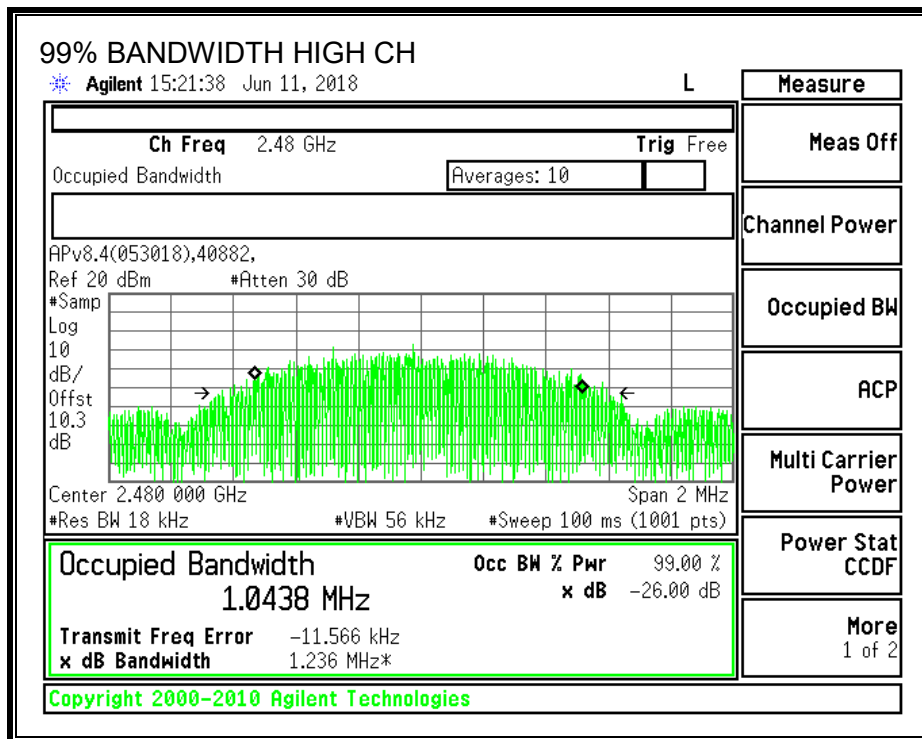 99% BANDWIDTH HIGH CH
Agilent 15:21:38 Jun 11, 2018 L
Measure
Ch Freq 2.48 GHz Trig Free
Meas Off
Occupied Bandwidth Averages: 10
Channel Power
APv8.4(053018),40882,
Ref 20 dBm #Atten 30 dB
#Samp
Log
10
dB/
Offst
10.3
dB
Occupied BW
ACP
Multi Carrier
Power
Center 2.480 000 GHz Span 2 MHz
#Res BW 18 kHz #VBW 56 kHz #Sweep 100 ms (1001 pts)
Power Stat
CCDF
Occupied Bandwidth Occ BW % Pwr 99.00 %
1.0438 MHz x dB -26.00 dB
Transmit Freq Error -11.566 kHz
x dB Bandwidth 1.236 MHz*
More
1 of 2
Copyright 2000-2010 Agilent Technologies